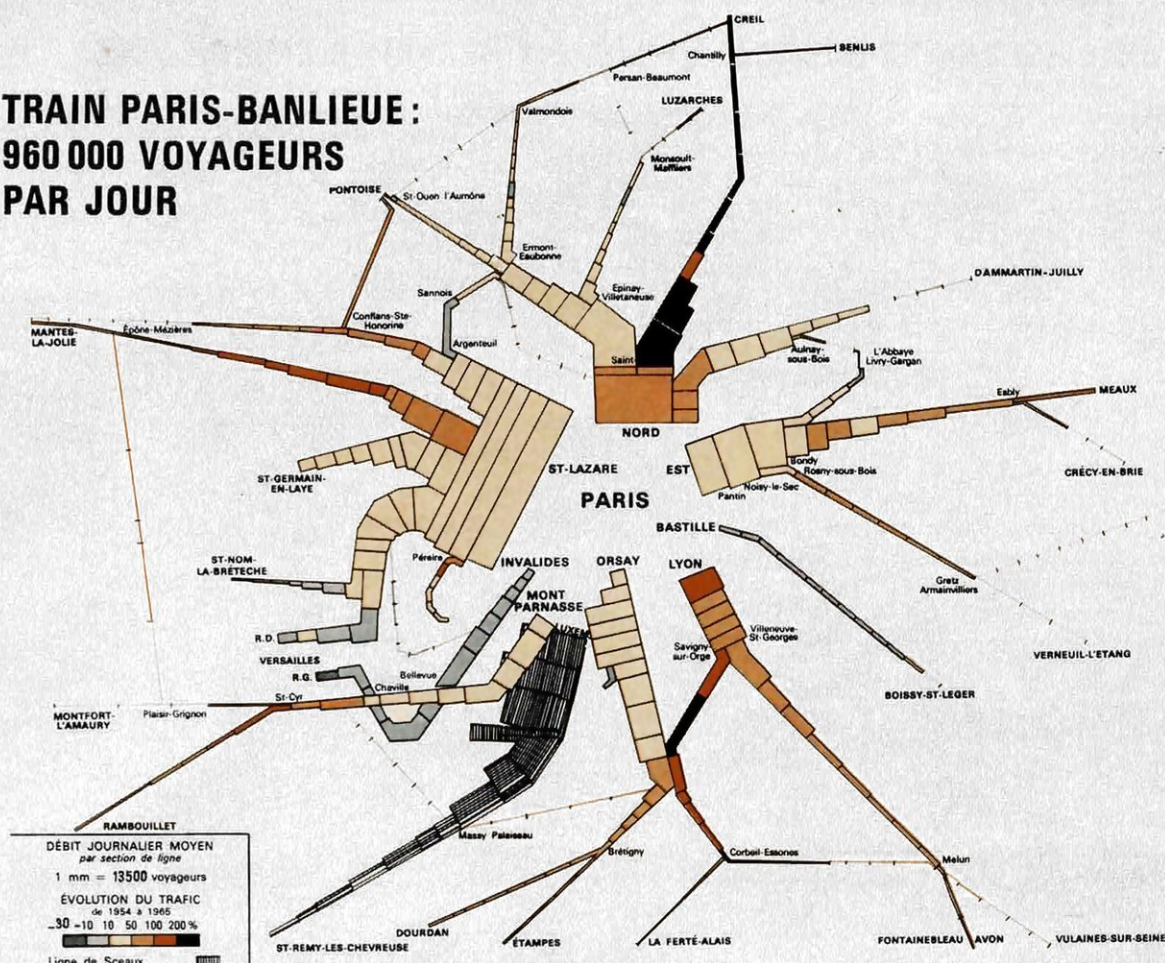 TRAIN PARIS-BANLIEUE :
960 000 VOYAGEURS
PAR JOUR
CREIL
Chantilly
SENLIS
Persan-Beaumont
LUZARCHES
Valmondois
Monsoult-
Maffliers
PONTOISE
St-Ouen l'Aumône
Ermont-
Eaubonne
Sannois
Epinay-
Villetaneuse
DAMMARTIN-JUILLY
MANTES-
LA-JOLIE
Épône-Mézières
Conflans-Ste-
Honorine
Argenteuil
Saint-
Aulnay-
sous-Bois
L'Abbaye
Livry-Gargan
Esbly
MEAUX
NORD
ST-LAZARE
EST
Bondy
Rosny-sous-Bois
Noisy-le-Sec
Pantin
CRÉCY-EN-BRIE
ST-GERMAIN-
EN-LAYE
PARIS
BASTILLE
ST-NOM-
LA-BRETECHE
Péreire
INVALIDES
ORSAY
LYON
Gretz
Armainvilliers
MONT
PARNASSE
LUXEM
R.D.
VERSAILLES
R.G.
Bellevue
Chaville
Savigny-
sur-Orge
Villeneuve-
St-Georges
VERNEUIL-L'ETANG
BOISSY-ST-LEGER
St-Cyr
MONTFORT-
L'AMAURY
Plaisir-Grignon
RAMBOUILLET
Massy Palaiseau
Brétigny
Corbeil-Essones
Melun
DOURDAN
ST-REMY-LES-CHEVREUSE
ÉTAMPES
LA FERTÉ-ALAIS
FONTAINEBLEAU AVON
VULAINES-SUR-SEINE
DÉBIT JOURNALIER MOYEN
par section de ligne
1 mm = 13500 voyageurs
ÉVOLUTION DU TRAFIC
de 1954 à 1965
-30 -10 10 50 100 200 %
Ligne de Sceaux